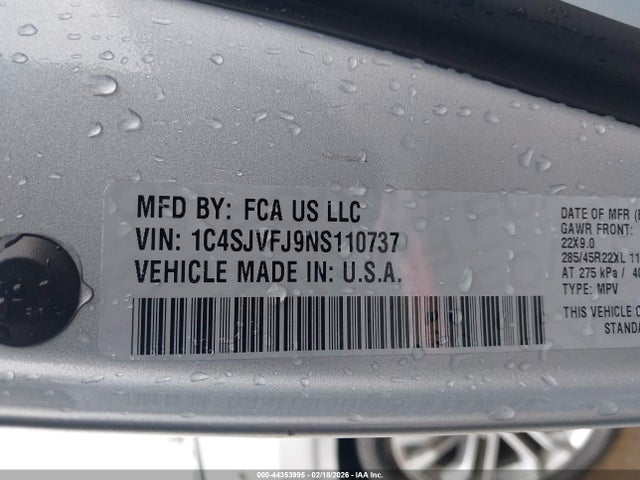 MFD BY: FCA US LLC
VIN: 1C4SJVFJ9NS110737
VEHICLE MADE IN: U.S.A.
DATE OF MFR
GAWR FRONT:
22X9.0
285/45R22XL
AT 275 kPa /
TYPE: MPV
THIS VEHICLE
STANDA
000-44353995 - 02/18/2026 - IAA Inc.